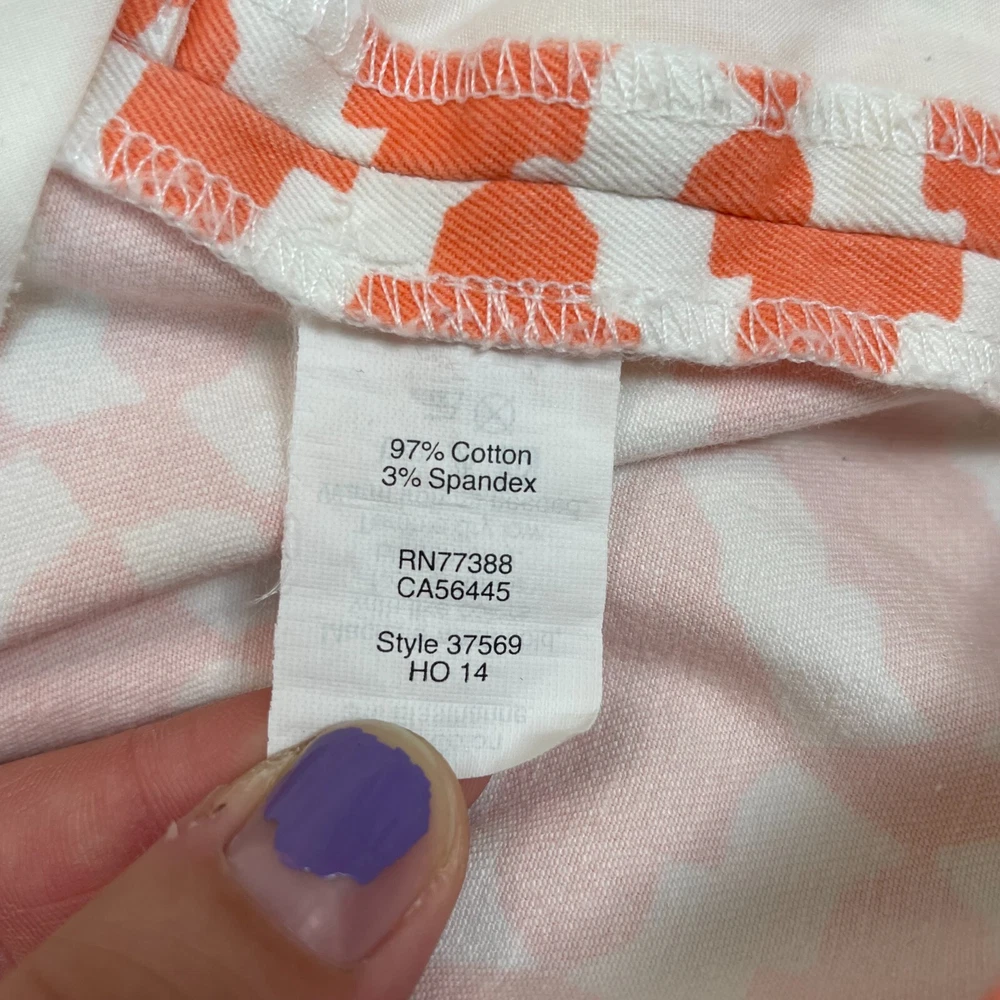 97% Cotton
3% Spandex
RN77388
CA56445
Style 37569
HO 14